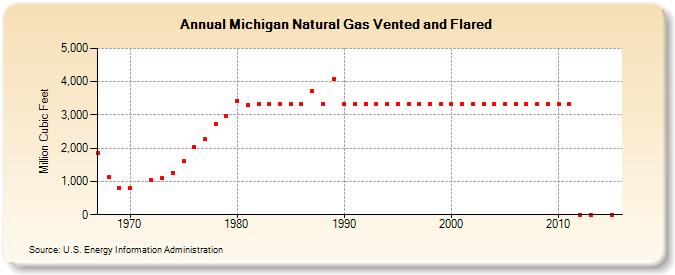 Annual Michigan Natural Gas Vented and Flared
Million Cubic Feet
5,000
4,000
3,000
2,000
1,000
0
1970 1980 1990 2000 2010
Source: U.S. Energy Information Administration